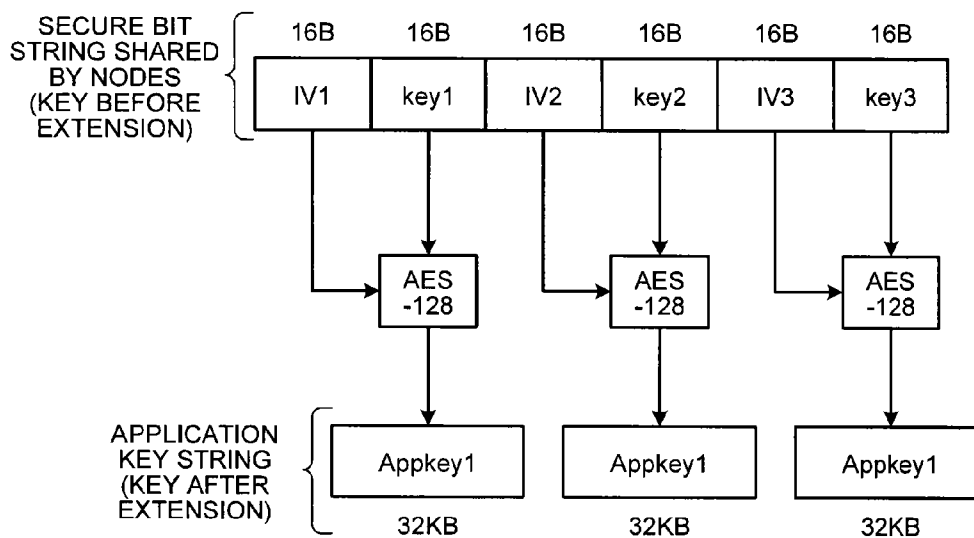 SECURE BIT
STRING SHARED
BY NODES
(KEY BEFORE
EXTENSION)
16B 16B 16B 16B 16B 16B
IV1 key1 IV2 key2 IV3 key3
AES
-128
AES
-128
AES
-128
APPLICATION
KEY STRING
(KEY AFTER
EXTENSION)
Appkey1 Appkey1 Appkey1
32KB 32KB 32KB